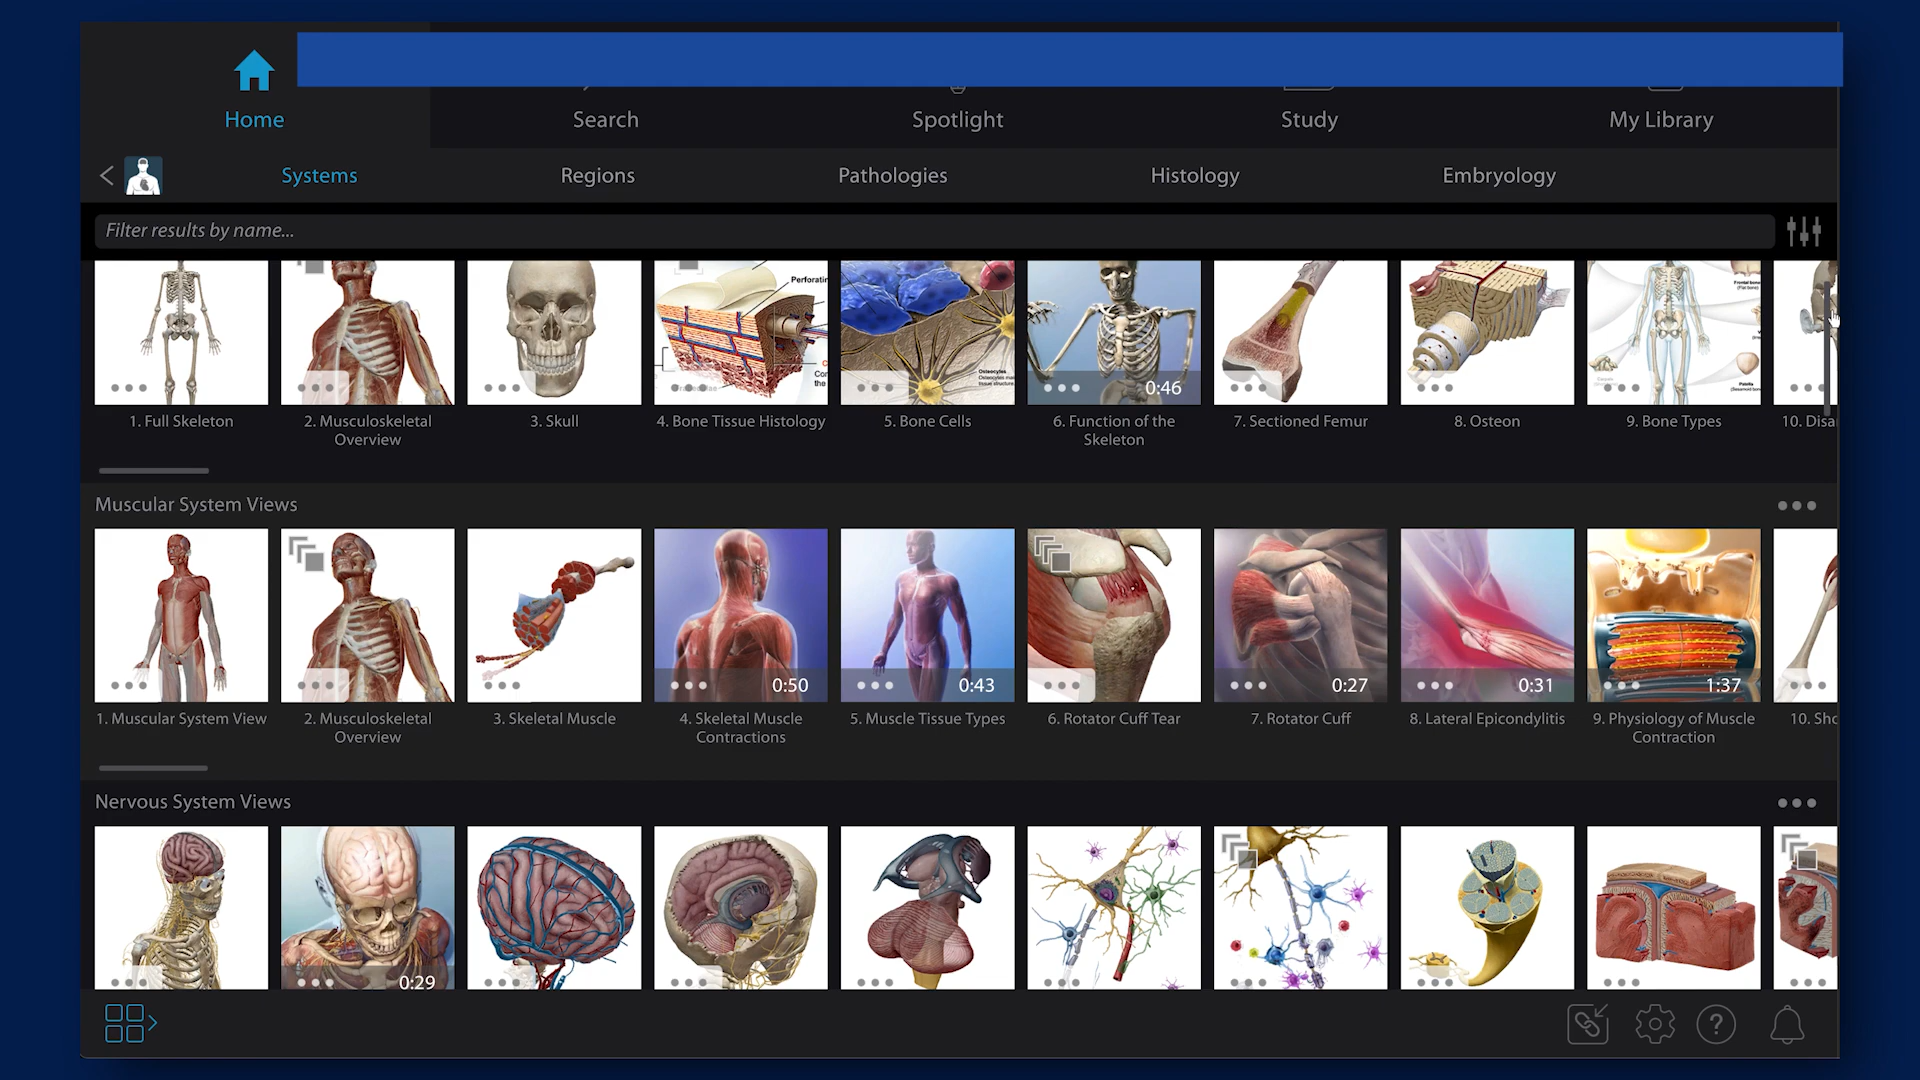 Home
Search
Spotlight
Study
My Library
Systems
Regions
Pathologies
Histology
Embryology
Filter results by name...
0:46
1. Full Skeleton
2. Musculoskeletal
Overview
3. Skull
4. Bone Tissue Histology
5. Bone Cells
6. Function of the
Skeleton
7. Sectioned Femur
8. Osteon
9. Bone Types
10. Disa
Muscular System Views
0:50
0:43
0:27
0:31
1:37
1. Muscular System View
2. Musculoskeletal
Overview
3. Skeletal Muscle
4. Skeletal Muscle
Contractions
5. Muscle Tissue Types
6. Rotator Cuff Tear
7. Rotator Cuff
8. Lateral Epicondylitis
9. Physiology of Muscle
Contraction
10. Sho
Nervous System Views
0:29